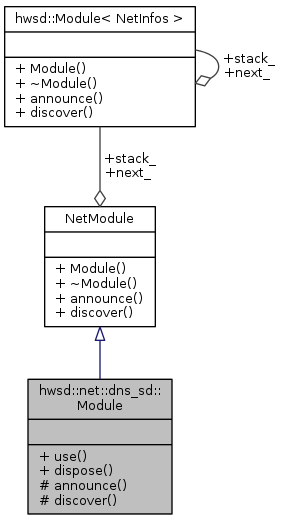 hwsd::Module< NetInfos >
+ Module()
+ ~Module()
+ announce()
+ discover()
+stack_
+next_
+stack_
+next_
NetModule
+ Module()
+ ~Module()
+ announce()
+ discover()
hwsd::net::dns_sd::
Module
+ use()
+ dispose()
# announce()
# discover()